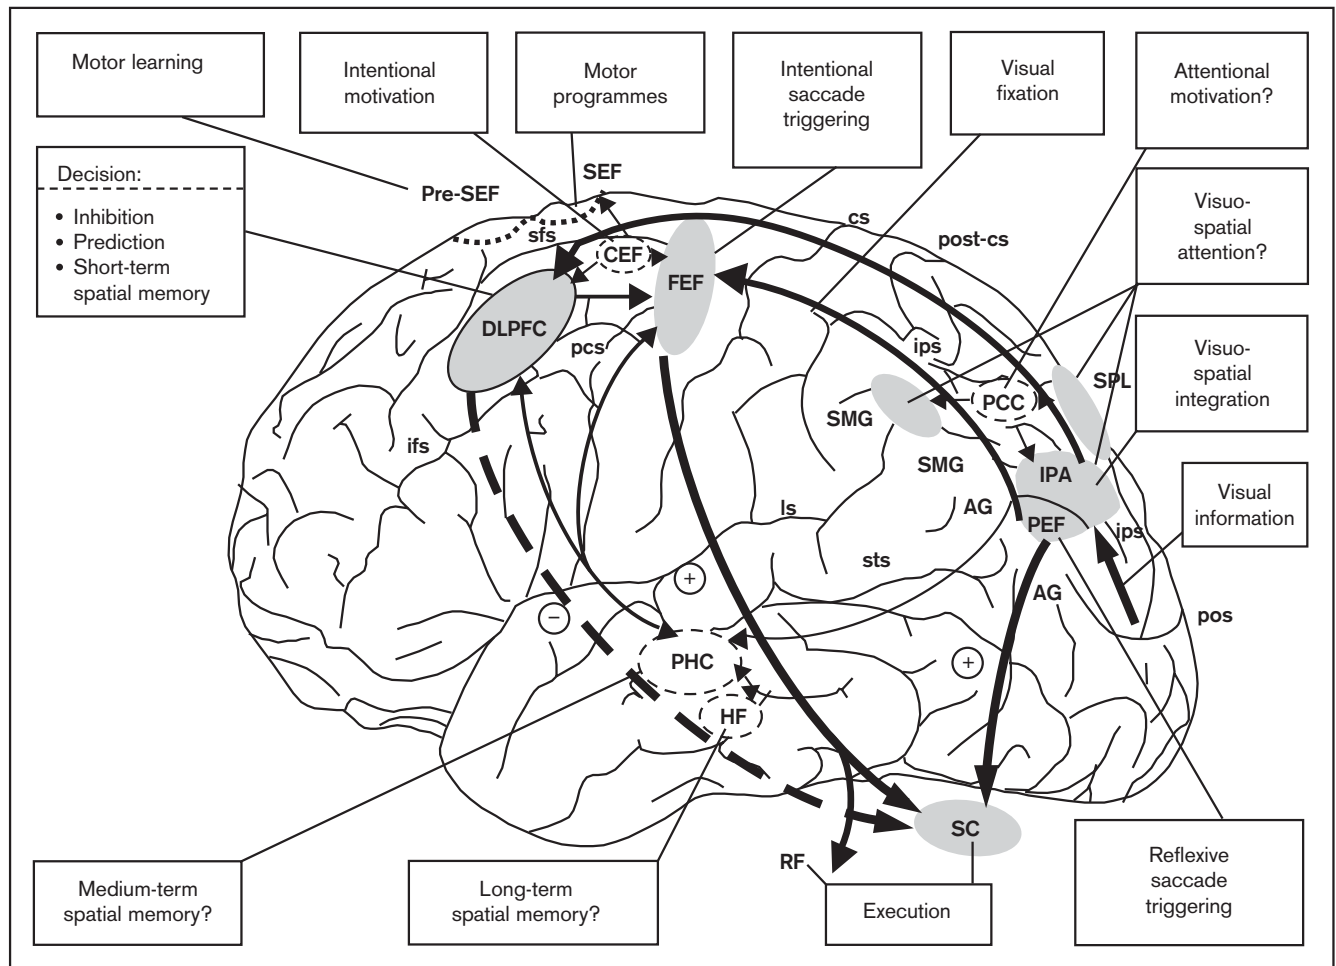 Motor learning
Intentional
motivation
Motor
programmes
Intentional
saccade
triggering
Visual
fixation
Attentional
motivation?
Decision:
• Inhibition
• Prediction
• Short-term
spatial memory
Visuo-
spatial
attention?
Visuo-
spatial
integration
Visual
information
Pre-SEF
SEF
sfs
CEF
cs
post-cs
FEF
DLPFC
pcs
ips
SPL
PCC
SMG
ifs
SMG
IPA
ls
AG
PEF
ips
sts
+
AG
−
pos
PHC
+
HF
SC
RF
Medium-term
spatial memory?
Long-term
spatial memory?
Execution
Reflexive
saccade
triggering